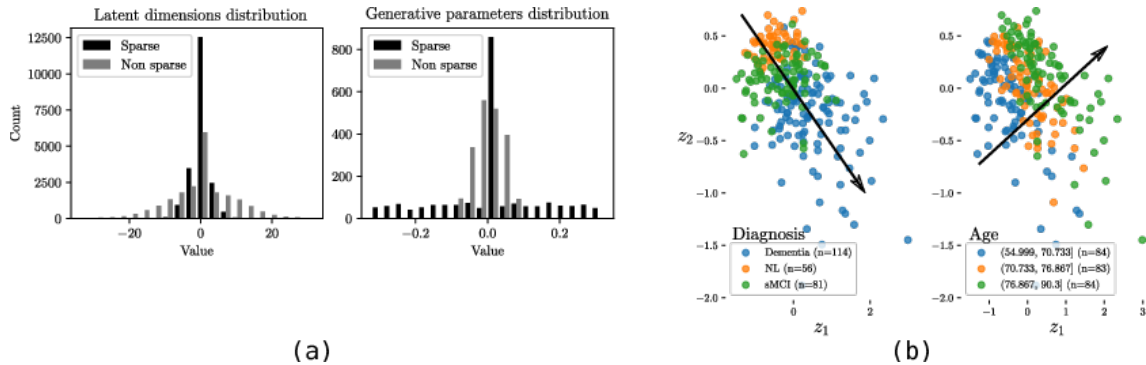 Latent dimensions distribution
12500
10000
7500
5000
2500
0
Count
Sparse
Non sparse
−20
0
20
Value
Generative parameters distribution
800
600
400
200
0
Sparse
Non sparse
−0.2
0.0
0.2
Value
(a)
0.5
0.0
−0.5
−1.0
−1.5
−2.0
z₂
Diagnosis
Dementia (n=114)
NL (n=56)
sMCI (n=81)
0
2
z₁
0.5
0.0
−0.5
−1.0
−1.5
−2.0
Age
(54.999, 70.733] (n=84)
(70.733, 76.867] (n=83)
(76.867, 90.3] (n=84)
−1
0
1
2
3
z₁
(b)